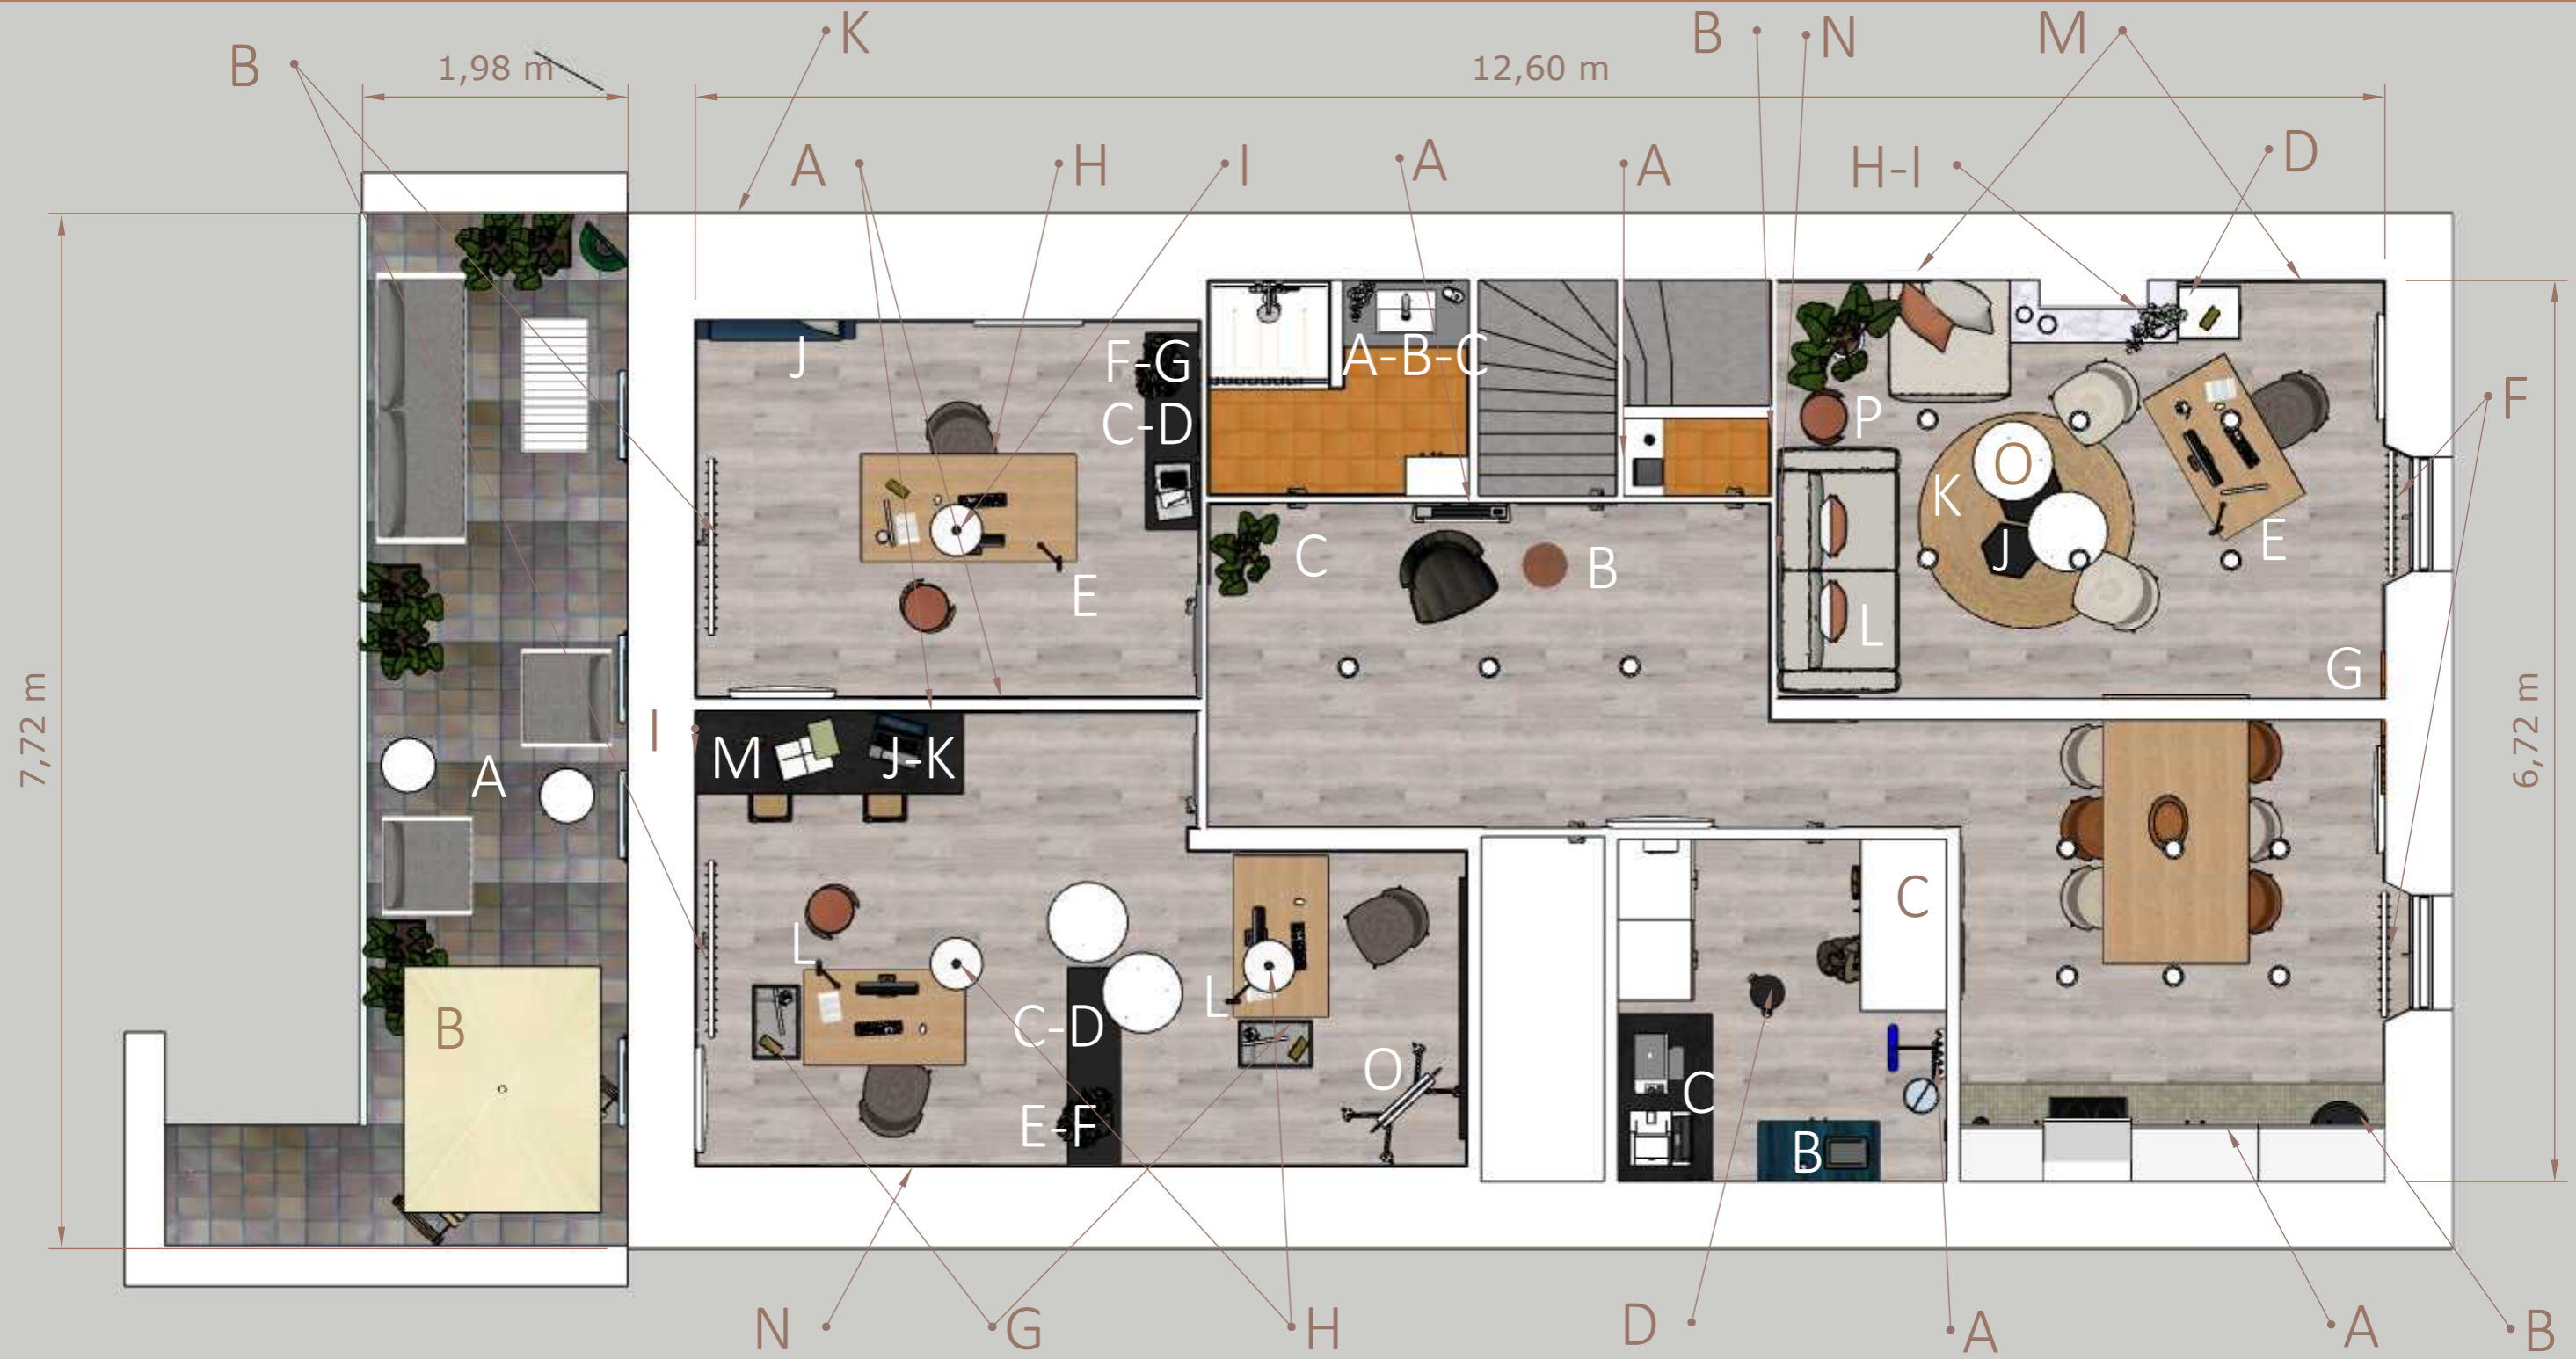 K
B N M
B 1,98 m 12,60 m
A H I A A H-I D
J F-G A-B-C
C-D P F
K O
E C B J E
L G
7,72 m I M J-K 6,72 m
A
C
L
B C-D L
O C
E-F B
N G H D A A B